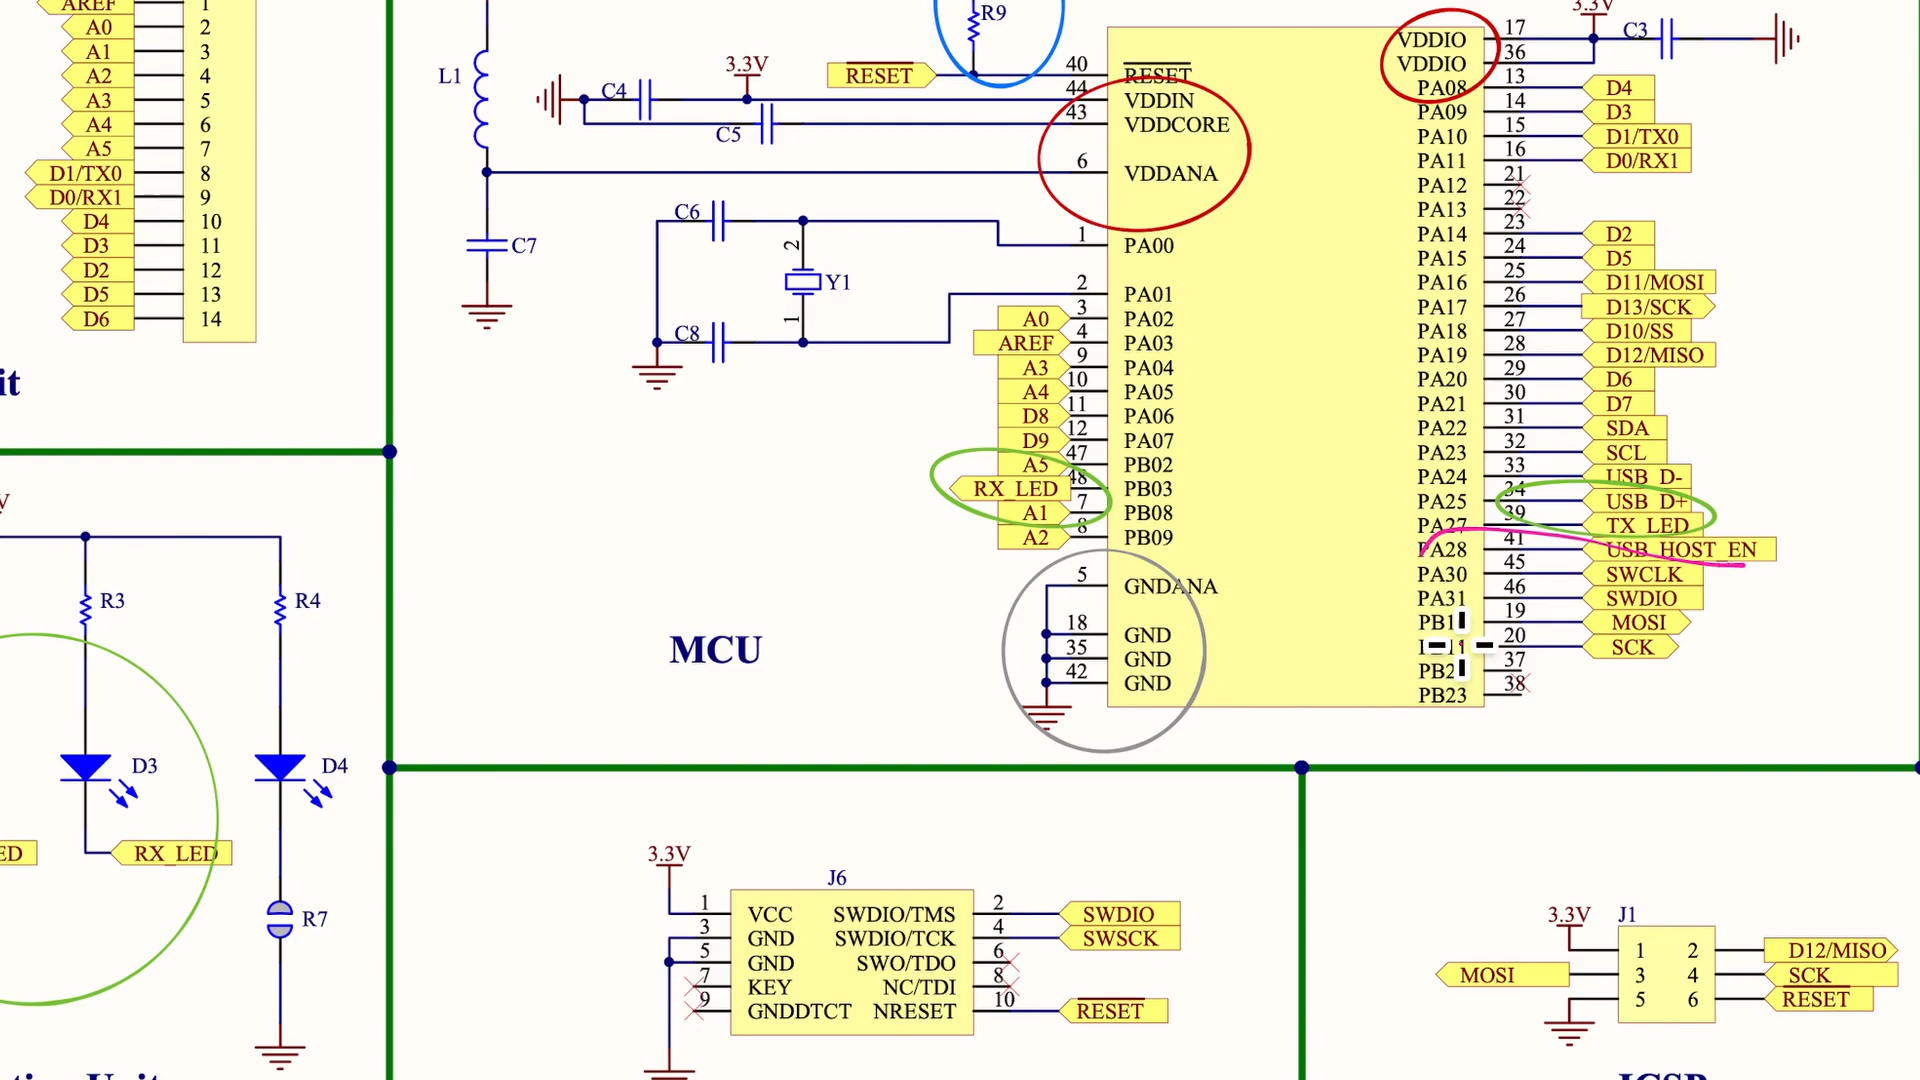 AREF 1
A0 2
A1 3
A2 4
A3 5
A4 6
A5 7
D1/TX0 8
D0/RX1 9
D4 10
D3 11
D2 12
D5 13
D6 14
it
L1
C7
R9
3.3V
RESET
C4
C5
C6
2
Y1
1
C8
40 RESET
44 VDDIN
43 VDDCORE
6 VDDANA
1 PA00
2 PA01
A0 3 PA02
AREF 4 PA03
A3 9 PA04
A4 10 PA05
D8 11 PA06
D9 12 PA07
A5 47 PB02
RX_LED 48 PB03
A1 7 PB08
A2 8 PB09
5 GNDANA
18 GND
35 GND
42 GND
3.3V
C3
VDDIO 17
VDDIO 36
PA08 13 D4
PA09 14 D3
PA10 15 D1/TX0
PA11 16 D0/RX1
PA12 21
PA13 22
PA14 23 D2
PA15 24 D5
PA16 25 D11/MOSI
PA17 26 D13/SCK
PA18 27 D10/SS
PA19 28 D12/MISO
PA20 29 D6
PA21 30 D7
PA22 31 SDA
PA23 32 SCL
PA24 33 USB_D-
PA25 34 USB_D+
PA27 39 TX_LED
PA28 41 USB_HOST_EN
PA30 45 SWCLK
PA31 46 SWDIO
PB1 19 MOSI
20 SCK
PB2 37
PB23 38
MCU
V
R3
R4
D3
D4
ED
RX_LED
R7
3.3V
J6
1 VCC SWDIO/TMS 2 SWDIO
3 GND SWDIO/TCK 4 SWSCK
5 GND SWO/TDO 6
7 KEY NC/TDI 8
9 GNDDTCT NRESET 10 RESET
3.3V
J1
1 2 D12/MISO
MOSI 3 4 SCK
5 6 RESET
Unit
ICSP